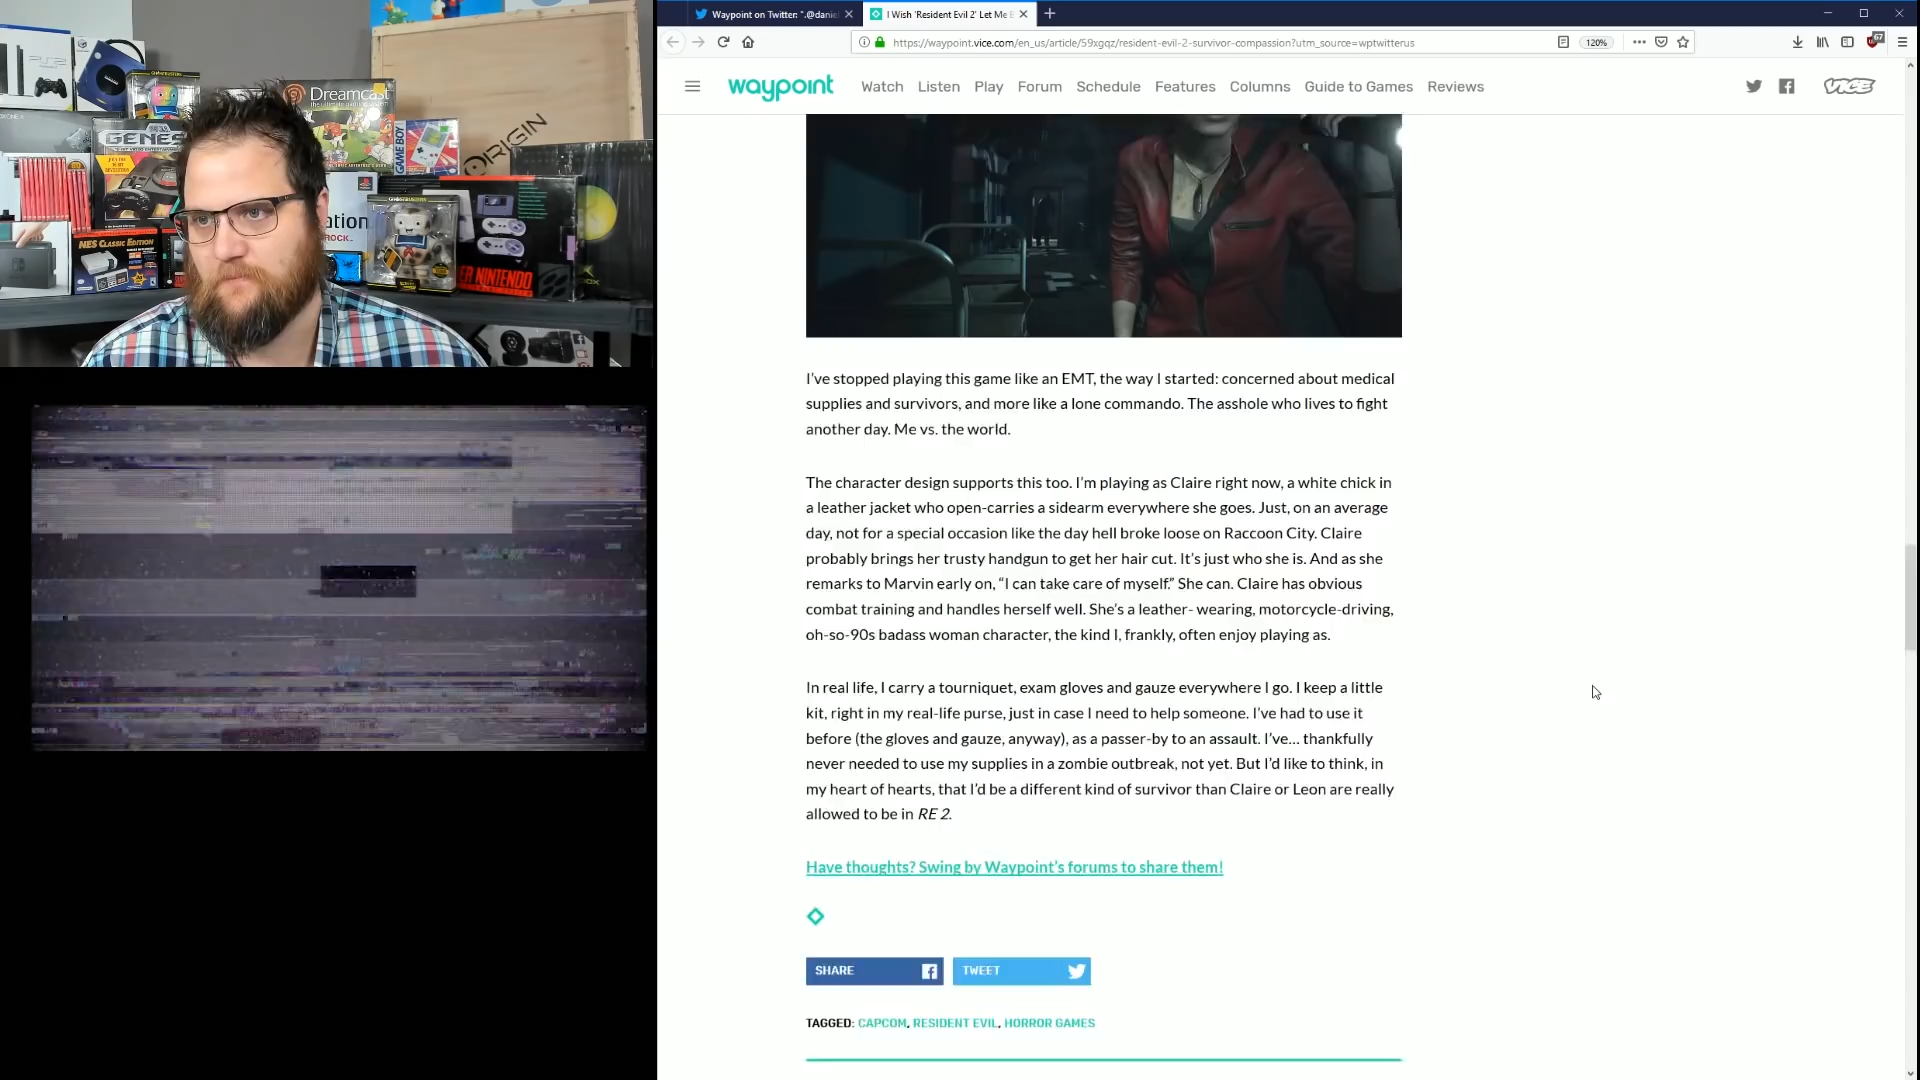 Waypoint on Twitter: ".@danie
I Wish 'Resident Evil 2' Let Me B
https://waypoint.vice.com/en_us/article/59xgqz/resident-evil-2-survivor-compassion?utm_source=wptwitterus
120%
67
waypoint
Watch
Listen
Play
Forum
Schedule
Features
Columns
Guide to Games
Reviews
VICE
PS2
Dreamcast
GENES
GAME BOY
ORIGIN
GHOSTBUSTERS
NES CLASSIC EDITION
ER NINTENDO
I've stopped playing this game like an EMT, the way I started: concerned about medical
supplies and survivors, and more like a lone commando. The asshole who lives to fight
another day. Me vs. the world.
The character design supports this too. I'm playing as Claire right now, a white chick in
a leather jacket who open-carries a sidearm everywhere she goes. Just, on an average
day, not for a special occasion like the day hell broke loose on Raccoon City. Claire
probably brings her trusty handgun to get her hair cut. It's just who she is. And as she
remarks to Marvin early on, "I can take care of myself." She can. Claire has obvious
combat training and handles herself well. She's a leather- wearing, motorcycle-driving,
oh-so-90s badass woman character, the kind I, frankly, often enjoy playing as.
In real life, I carry a tourniquet, exam gloves and gauze everywhere I go. I keep a little
kit, right in my real-life purse, just in case I need to help someone. I've had to use it
before (the gloves and gauze, anyway), as a passer-by to an assault. I've... thankfully
never needed to use my supplies in a zombie outbreak, not yet. But I'd like to think, in
my heart of hearts, that I'd be a different kind of survivor than Claire or Leon are really
allowed to be in RE 2.
Have thoughts? Swing by Waypoint's forums to share them!
SHARE
TWEET
TAGGED: CAPCOM, RESIDENT EVIL, HORROR GAMES